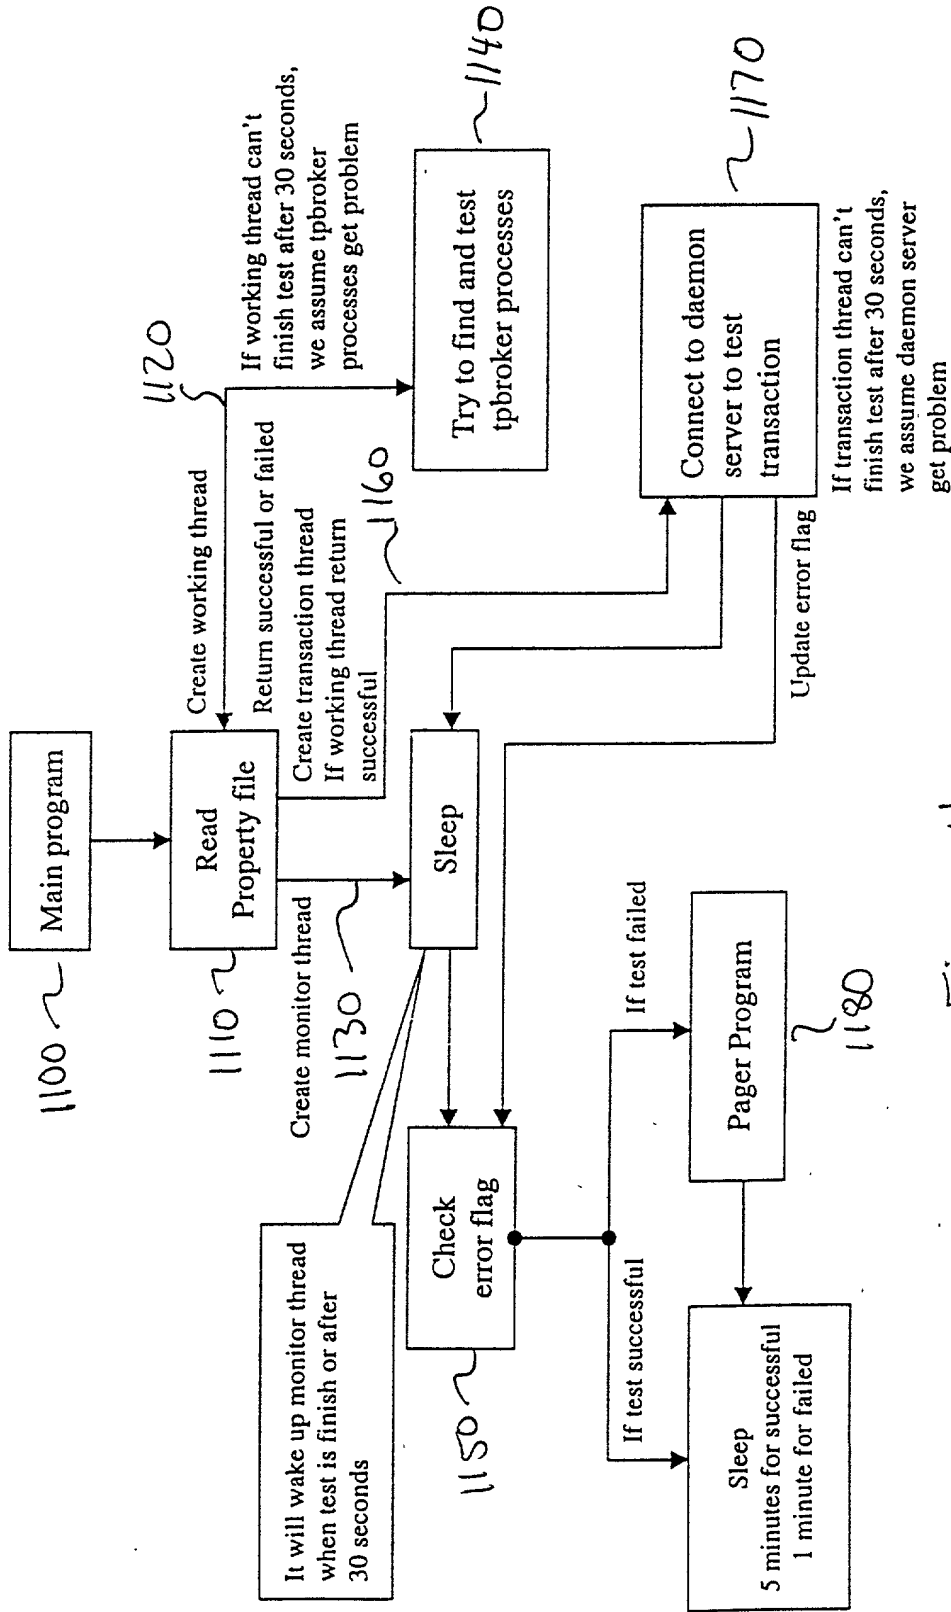 1100
Main program
1110
Read
Property file
Create working thread
1120
Return successful or failed
If working thread can't
finish test after 30 seconds,
we assume tpbroker
processes get problem
1140
Try to find and test
tpbroker processes
Create monitor thread
1130
Create transaction thread
If working thread return
successful
1160
Sleep
It will wake up monitor thread
when test is finish or after
30 seconds
1150
Check
error flag
Connect to daemon
server to test
transaction
1170
Update error flag
If transaction thread can't
finish test after 30 seconds,
we assume daemon server
get problem
If test successful
If test failed
Sleep
5 minutes for successful
1 minute for failed
Pager Program
1180